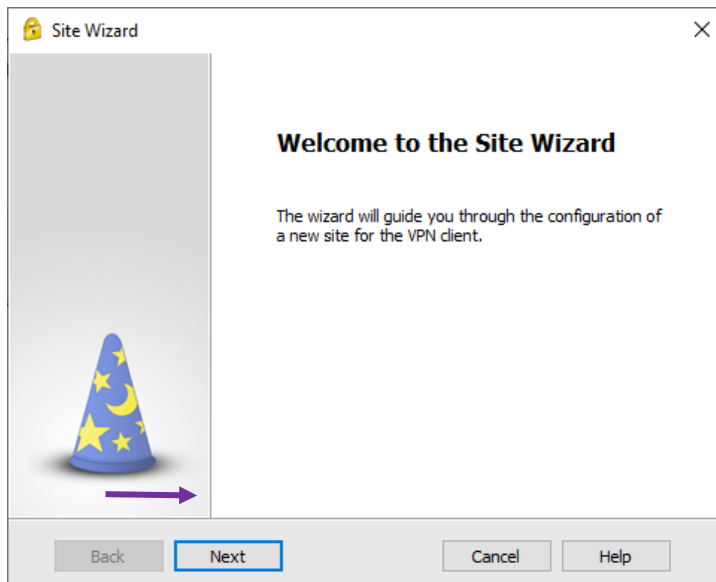 Site Wizard
Welcome to the Site Wizard
The wizard will guide you through the configuration of
a new site for the VPN client.
Back
Next
Cancel
Help